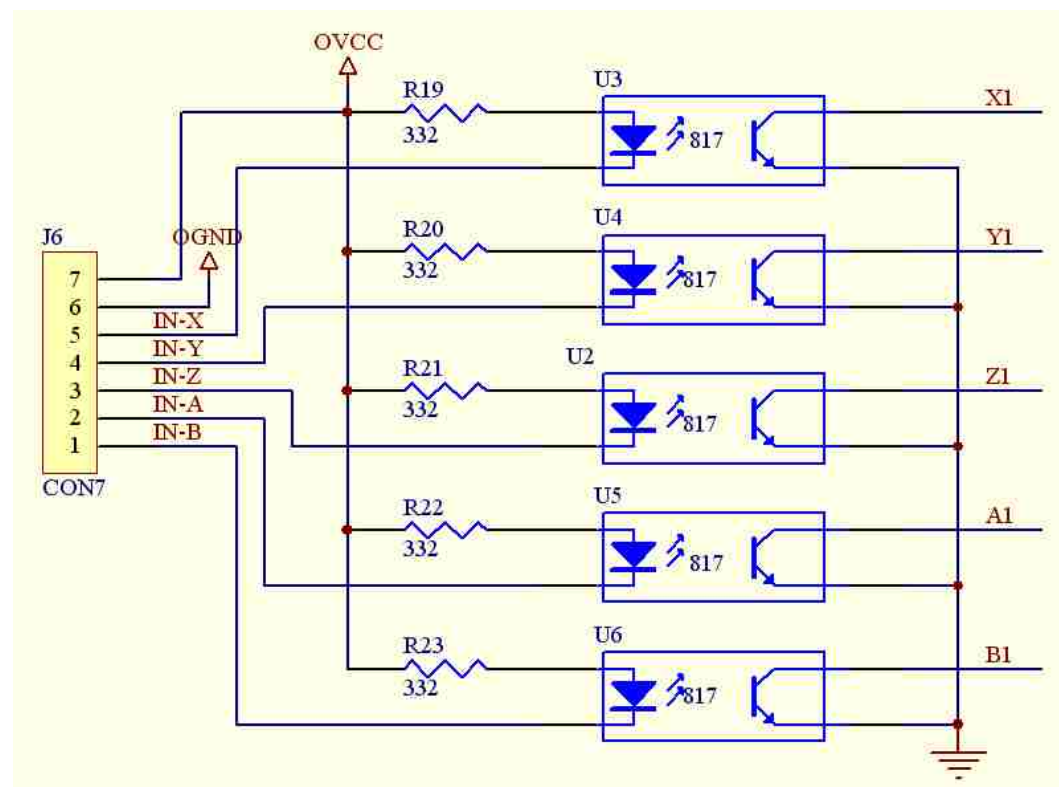 OVCC
R19
332
U3
817
X1
J6
OGND
7
6
5
4
3
2
1
IN-X
IN-Y
IN-Z
IN-A
IN-B
CON7
R20
332
U4
817
Y1
R21
332
U2
817
Z1
R22
332
U5
817
A1
R23
332
U6
817
B1